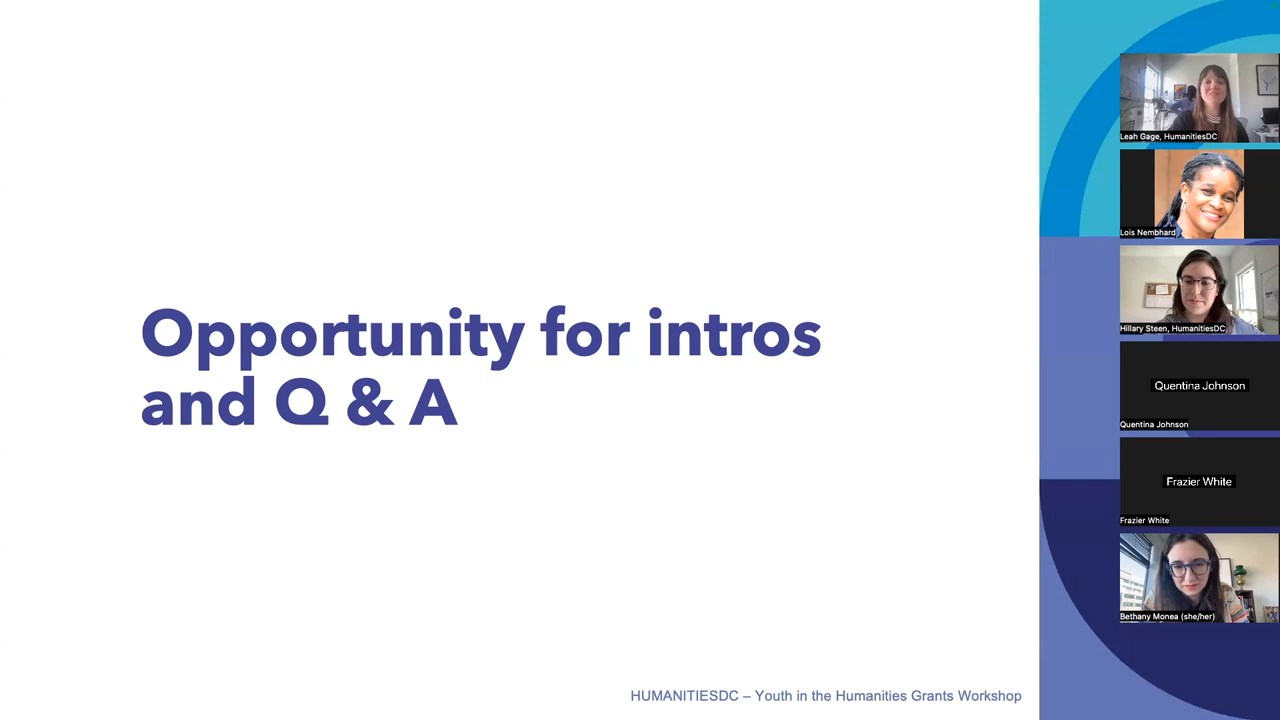 Opportunity for intros
and Q & A
HUMANITIESDC – Youth in the Humanities Grants Workshop
Leah Gage, HumanitiesDC
Lois Nembhard
Hillary Steen, HumanitiesDC
Quentina Johnson
Quentina Johnson
Frazier White
Frazier White
Bethany Monea (she/her)